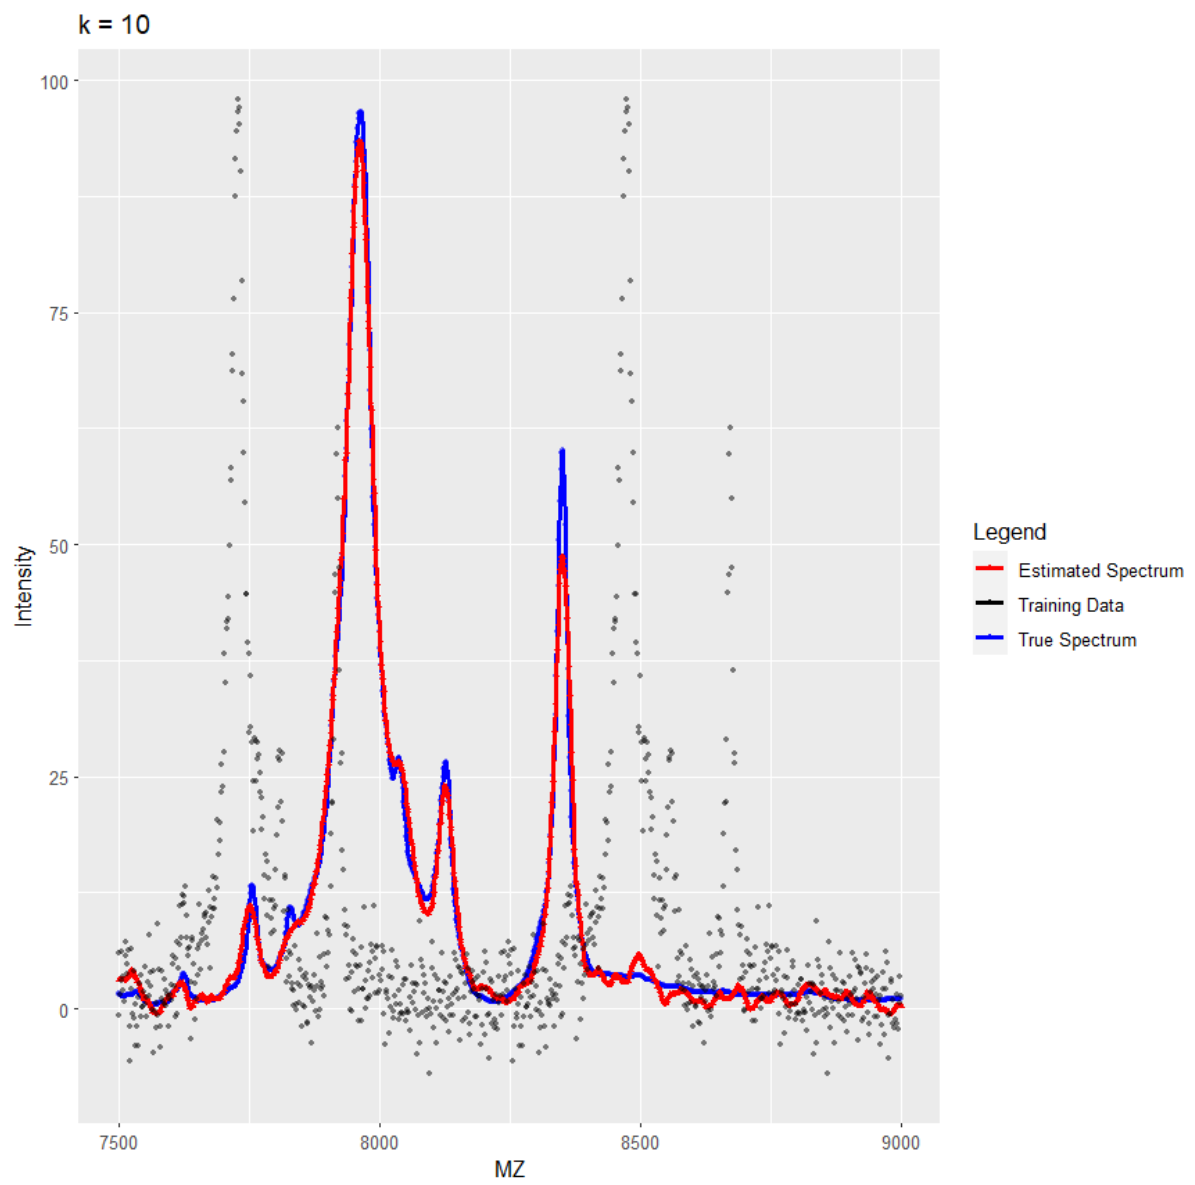 k = 10
100
75
50
25
0
Intensity
7500 8000 8500 9000
MZ
Legend
Estimated Spectrum
Training Data
True Spectrum